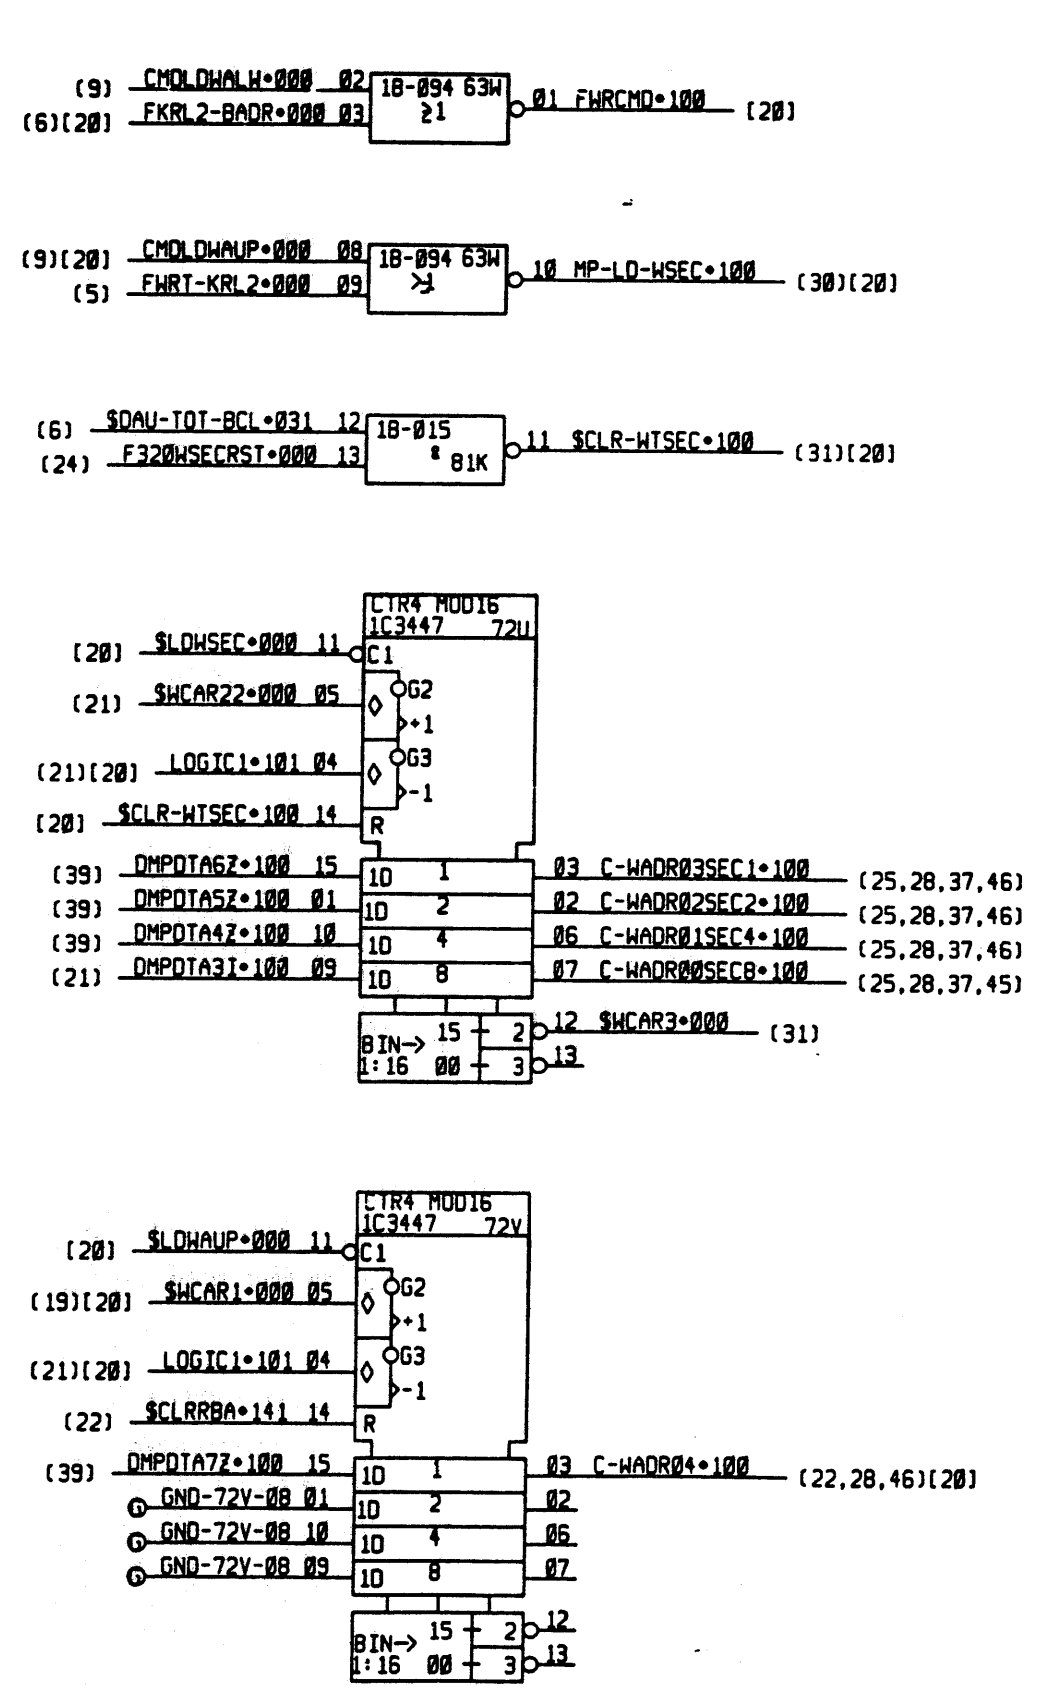 (9) CMDLDWALW•000 02 1B-094 63W 01 FWRCMD•100 [20]
(6)[20] FKRL2-BADR•000 03 ≥1
(9)[20] CMDLDWAUP•000 08 1B-094 63W 10 MP-LD-WSEC•100 (30)[20]
(5) FWRT-KRL2•000 09 ≥1
(6) $DAU-TOT-BCL•031 12 1B-015 11 $CLR-WTSEC•100 (31)[20]
(24) F320WSECRST•000 13 & 81K
CTR4 MOD16
1C3447 72U
[20] $LDWSEC•000 11 C1
(21) $WCAR22•000 05 G2
+1
(21)[20] LOGIC1•101 04 G3
-1
[20] $CLR-WTSEC•100 14 R
(39) DMPDTA6Z•100 15 1D 1 03 C-WADR03SEC1•100 (25,28,37,46)
(39) DMPDTA5Z•100 01 1D 2 02 C-WADR02SEC2•100 (25,28,37,46)
(39) DMPDTA4Z•100 10 1D 4 06 C-WADR01SEC4•100 (25,28,37,46)
(21) DMPDTA3I•100 09 1D 8 07 C-WADR00SEC8•100 (25,28,37,45)
BIN→ 15 2 12 $WCAR3•000 (31)
1:16 00 3 13
CTR4 MOD16
1C3447 72V
[20] $LDWAUP•000 11 C1
(19)[20] $WCAR1•000 05 G2
+1
(21)[20] LOGIC1•101 04 G3
-1
(22) $CLRRBA•141 14 R
(39) DMPDTA7Z•100 15 1D 1 03 C-WADR04•100 (22,28,46)[20]
G GND-72V-08 01 1D 2 02
G GND-72V-08 10 1D 4 06
G GND-72V-08 09 1D 8 07
BIN→ 15 2 12
1:16 00 3 13